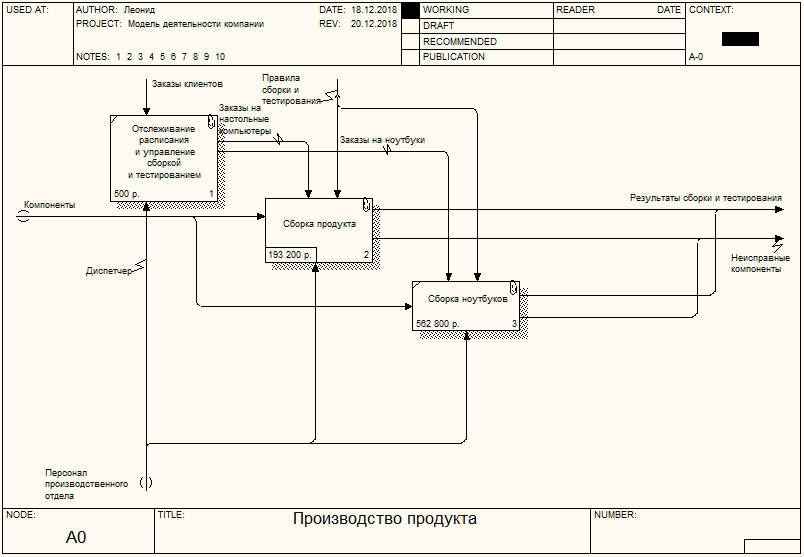 USED AT:
AUTHOR: Леонид
DATE: 18.12.2018
PROJECT: Модель деятельности компании
REV: 20.12.2018
NOTES: 1 2 3 4 5 6 7 8 9 10
WORKING
DRAFT
RECOMMENDED
PUBLICATION
READER
DATE
CONTEXT:
A-0
Заказы клиентов
Правила
сборки и
тестирования
Заказы на
настольные
компьютеры
Отслеживание
расписания
и управление
сборкой
и тестированием
500 р.
1
Заказы на ноутбуки
Компоненты
Результаты сборки и тестирования
Сборка продукта
193 200 р.
2
Диспетчер
Неисправные
компоненты
Сборка ноутбуков
562 800 р.
3
Персонал
производственного
отдела
NODE:
A0
TITLE:
Производство продукта
NUMBER: